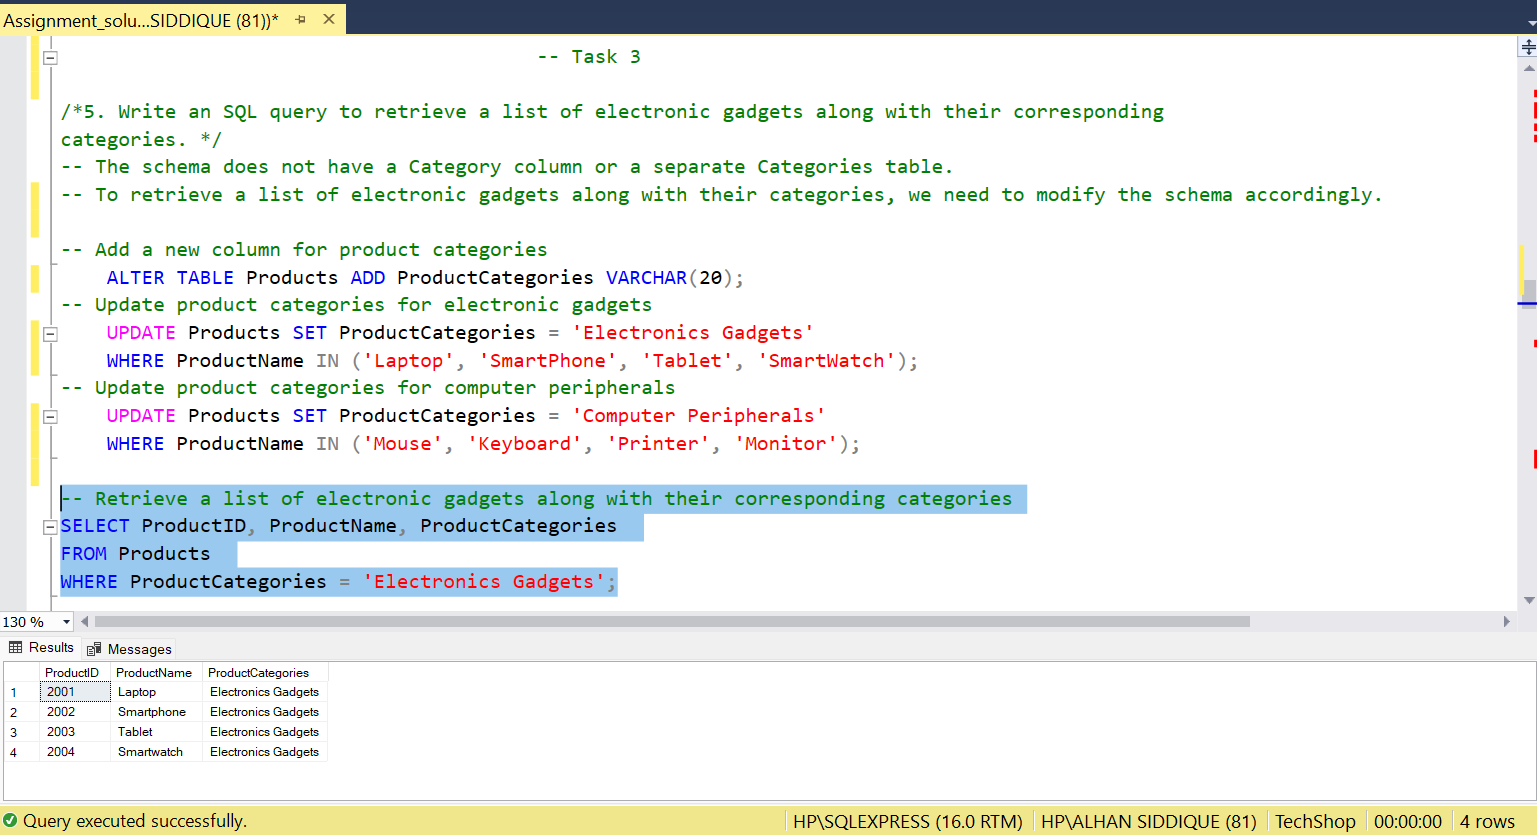 Assignment_solu...SIDDIQUE (81))*
-- Task 3
/*5. Write an SQL query to retrieve a list of electronic gadgets along with their corresponding
categories. */
-- The schema does not have a Category column or a separate Categories table.
-- To retrieve a list of electronic gadgets along with their categories, we need to modify the schema accordingly.
-- Add a new column for product categories
ALTER TABLE Products ADD ProductCategories VARCHAR(20);
-- Update product categories for electronic gadgets
UPDATE Products SET ProductCategories = 'Electronics Gadgets'
WHERE ProductName IN ('Laptop', 'SmartPhone', 'Tablet', 'SmartWatch');
-- Update product categories for computer peripherals
UPDATE Products SET ProductCategories = 'Computer Peripherals'
WHERE ProductName IN ('Mouse', 'Keyboard', 'Printer', 'Monitor');
-- Retrieve a list of electronic gadgets along with their corresponding categories
SELECT ProductID, ProductName, ProductCategories
FROM Products
WHERE ProductCategories = 'Electronics Gadgets';
130 %
Results Messages
ProductID ProductName ProductCategories
1 2001 Laptop Electronics Gadgets
2 2002 Smartphone Electronics Gadgets
3 2003 Tablet Electronics Gadgets
4 2004 Smartwatch Electronics Gadgets
Query executed successfully. HP\SQLEXPRESS (16.0 RTM) HP\ALHAN SIDDIQUE (81) TechShop 00:00:00 4 rows